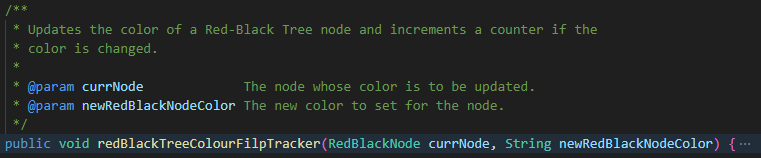 /**
* Updates the color of a Red-Black Tree node and increments a counter if the
* color is changed.
*
* @param currNode The node whose color is to be updated.
* @param newRedBlackNodeColor The new color to set for the node.
*/
public void redBlackTreeColourFilpTracker(RedBlackNode currNode, String newRedBlackNodeColor) {⋯